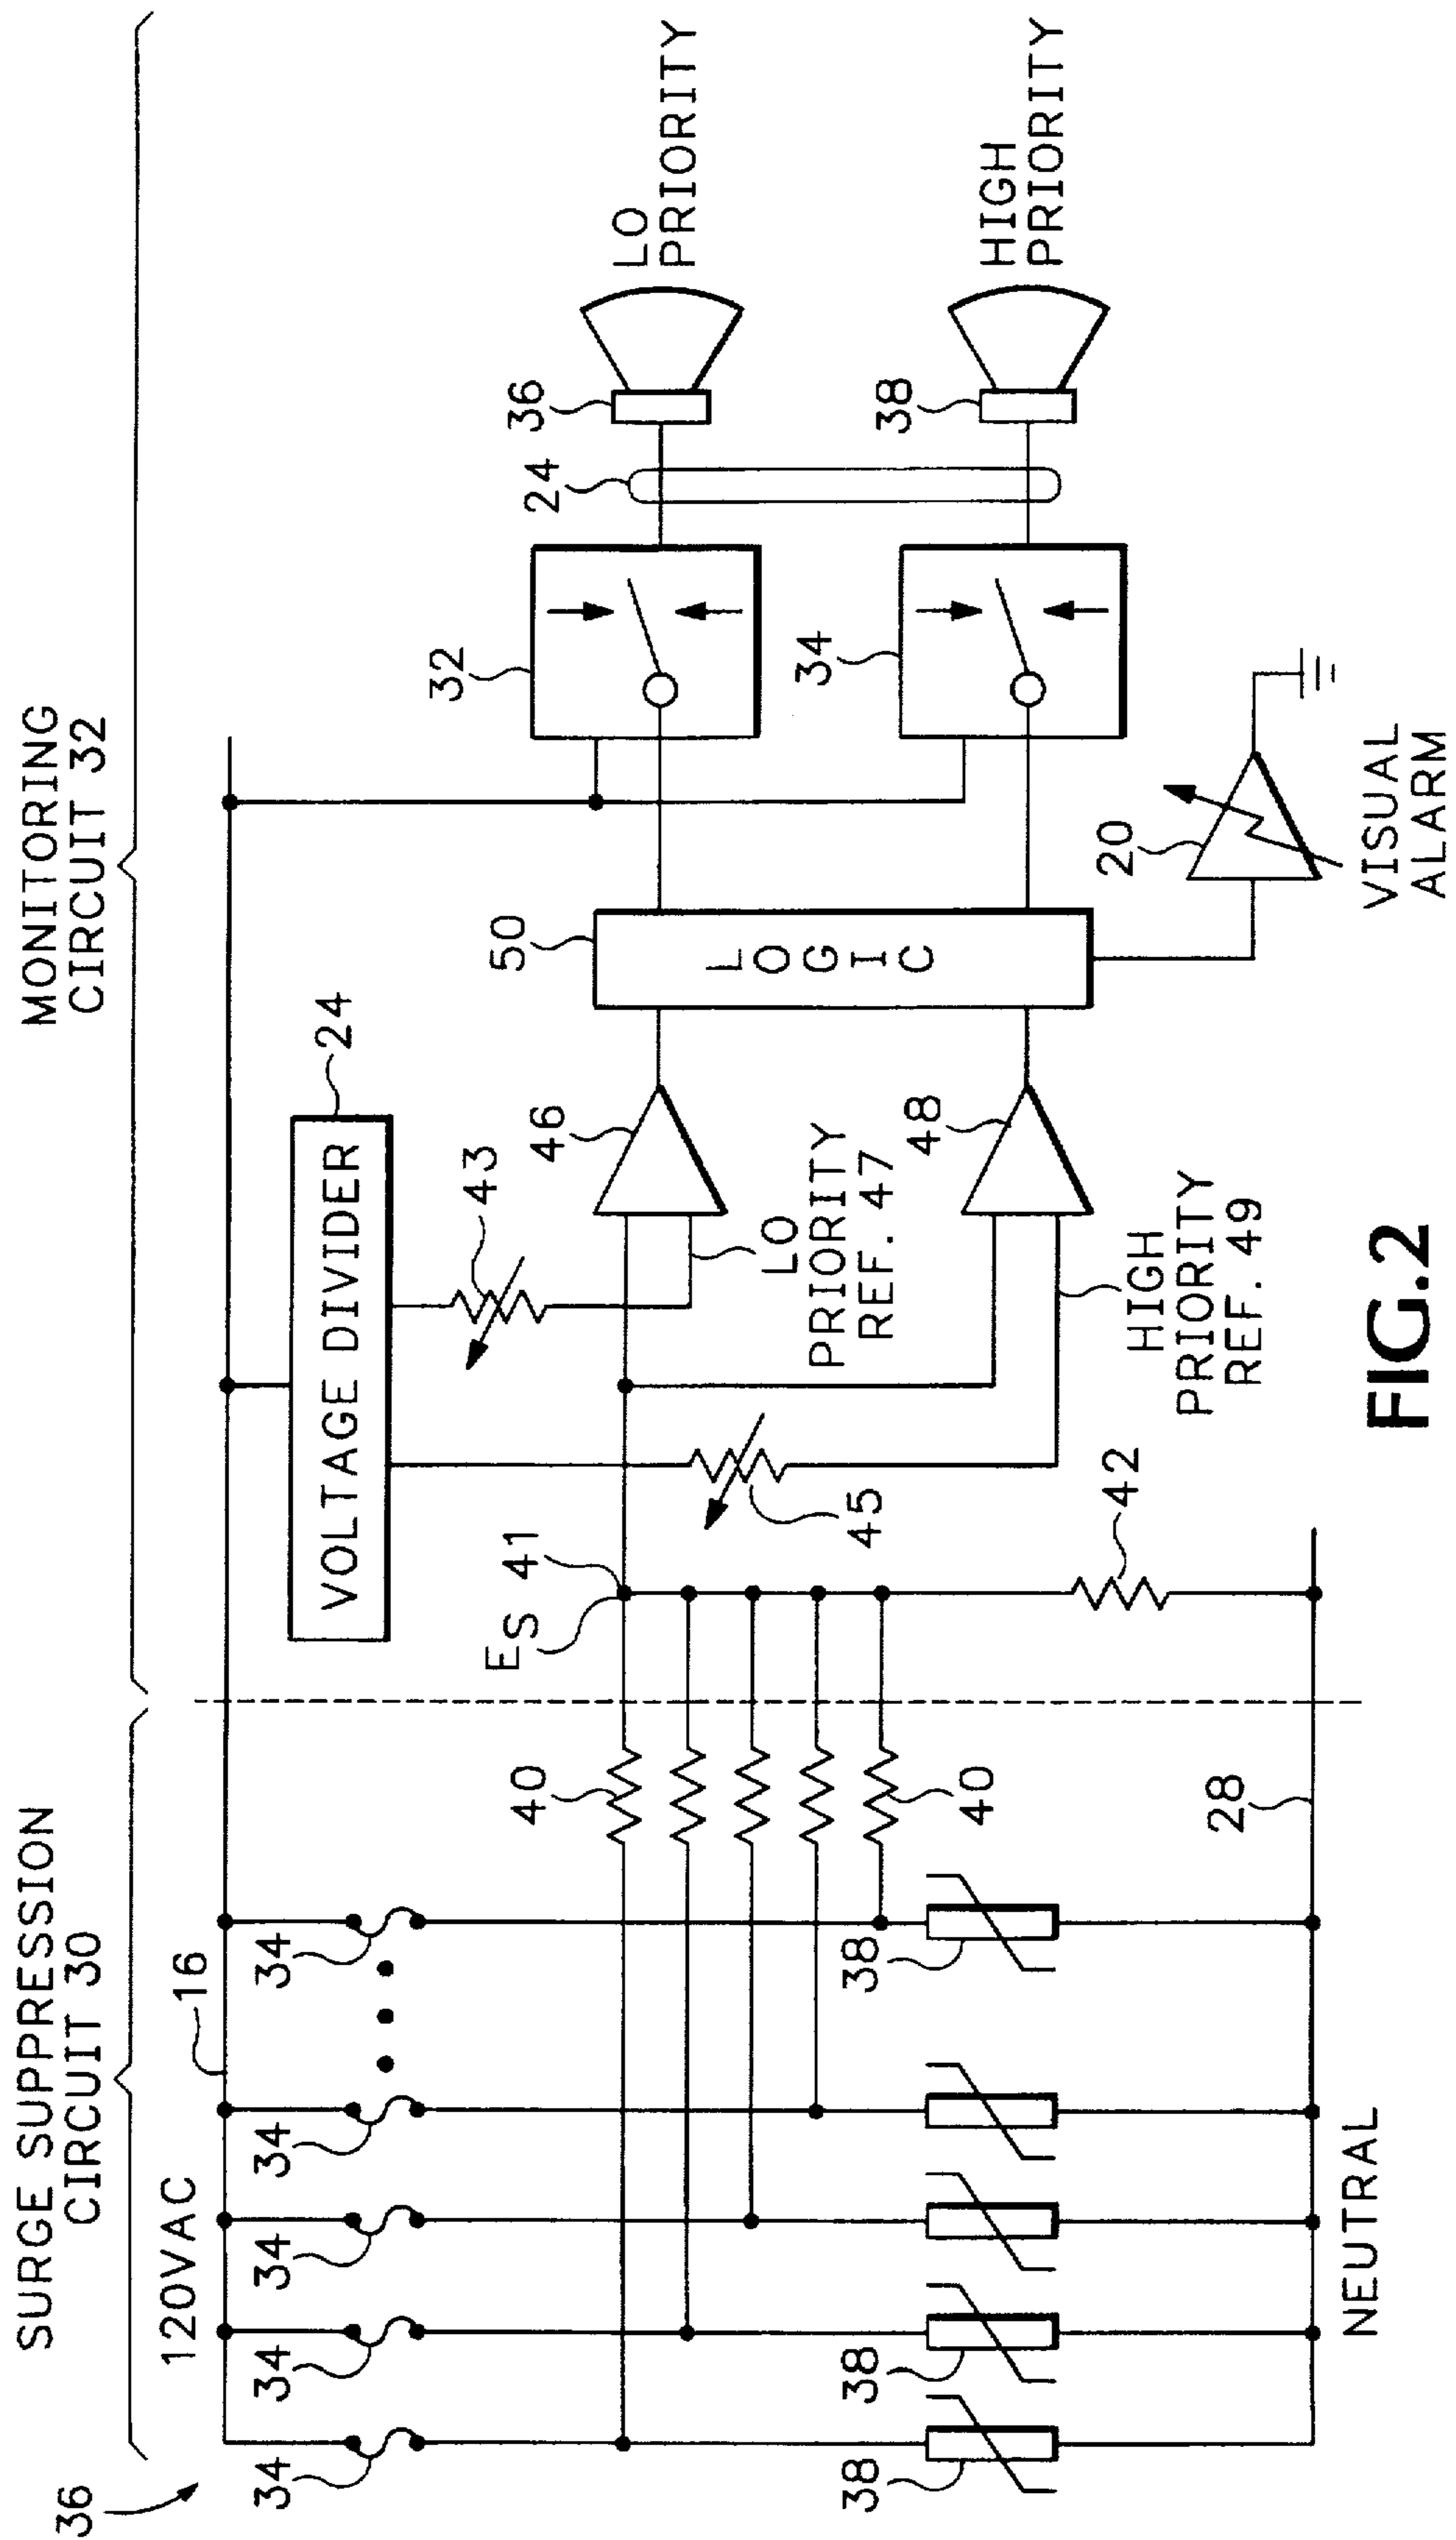 SURGE SUPPRESSION
CIRCUIT 30
MONITORING
CIRCUIT 32
36
120VAC
16
34
34
34
34
34
VOLTAGE DIVIDER
24
43
45
40
40
ES 41
46
LO
PRIORITY
REF. 47
48
HIGH
PRIORITY
REF. 49
50
LOGIC
32
34
24
36
LO
PRIORITY
38
HIGH
PRIORITY
20
VISUAL
ALARM
38
38
38
42
28
NEUTRAL
FIG.2